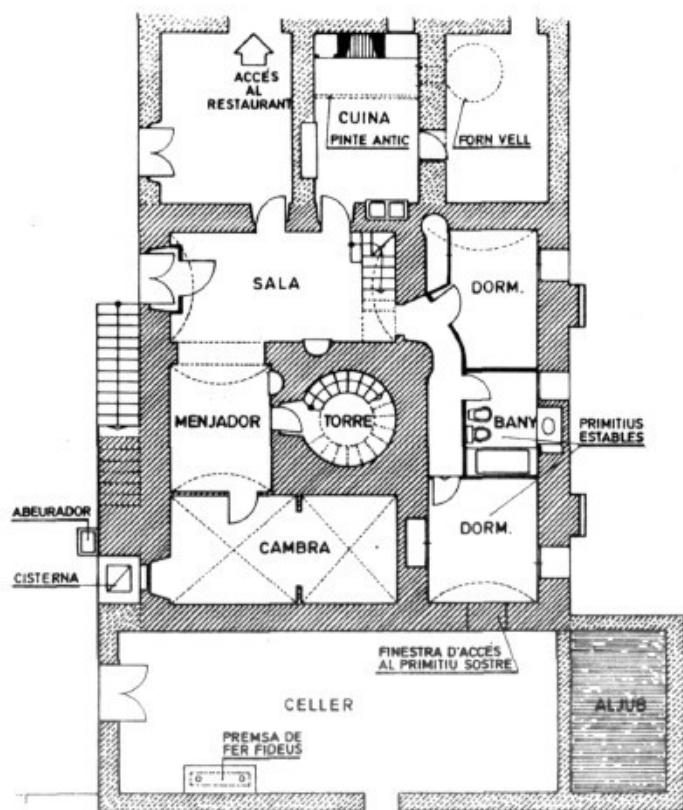 ACCÉS
AL
RESTAURANT
CUINA
PINTE ANTIC
FORN VELL
SALA
DORM.
MENJADOR
TORRE
BANY
PRIMITIUS
ESTABLES
ABEURADOR
CAMBRA
DORM.
CISTERNA
FINESTRA D'ACCÉS
AL PRIMITIU SOSTRE
CELLER
ALJUB
PREMSA DE
FER FIDEUS